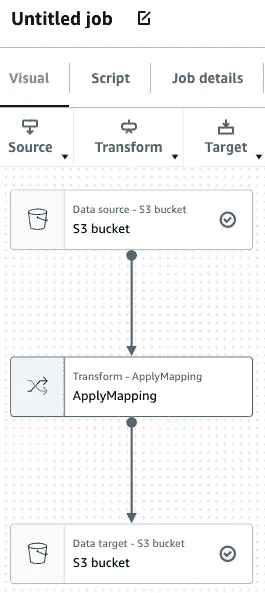 Untitled job
Visual
Script
Job details
Source
Transform
Target
Data source - S3 bucket
S3 bucket
Transform - ApplyMapping
ApplyMapping
Data target - S3 bucket
S3 bucket